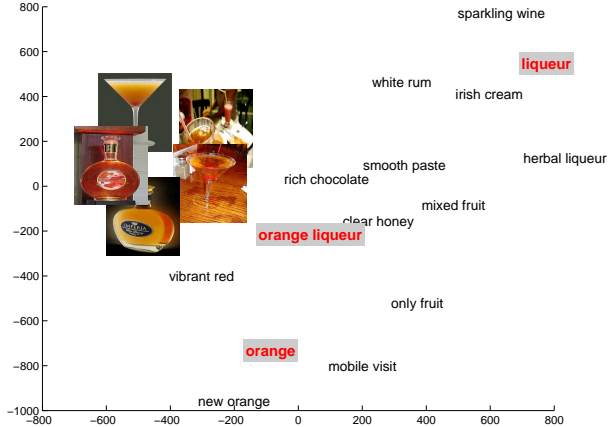 800
sparkling wine
600
liqueur
white rum
400
irish cream
200
smooth paste
herbal liqueur
0
rich chocolate
mixed fruit
−200
clear honey
IMPERIA
orange liqueur
−400
vibrant red
only fruit
−600
orange
−800
mobile visit
new orange
−1000
−800 −600 −400 −200 0 200 400 600 800